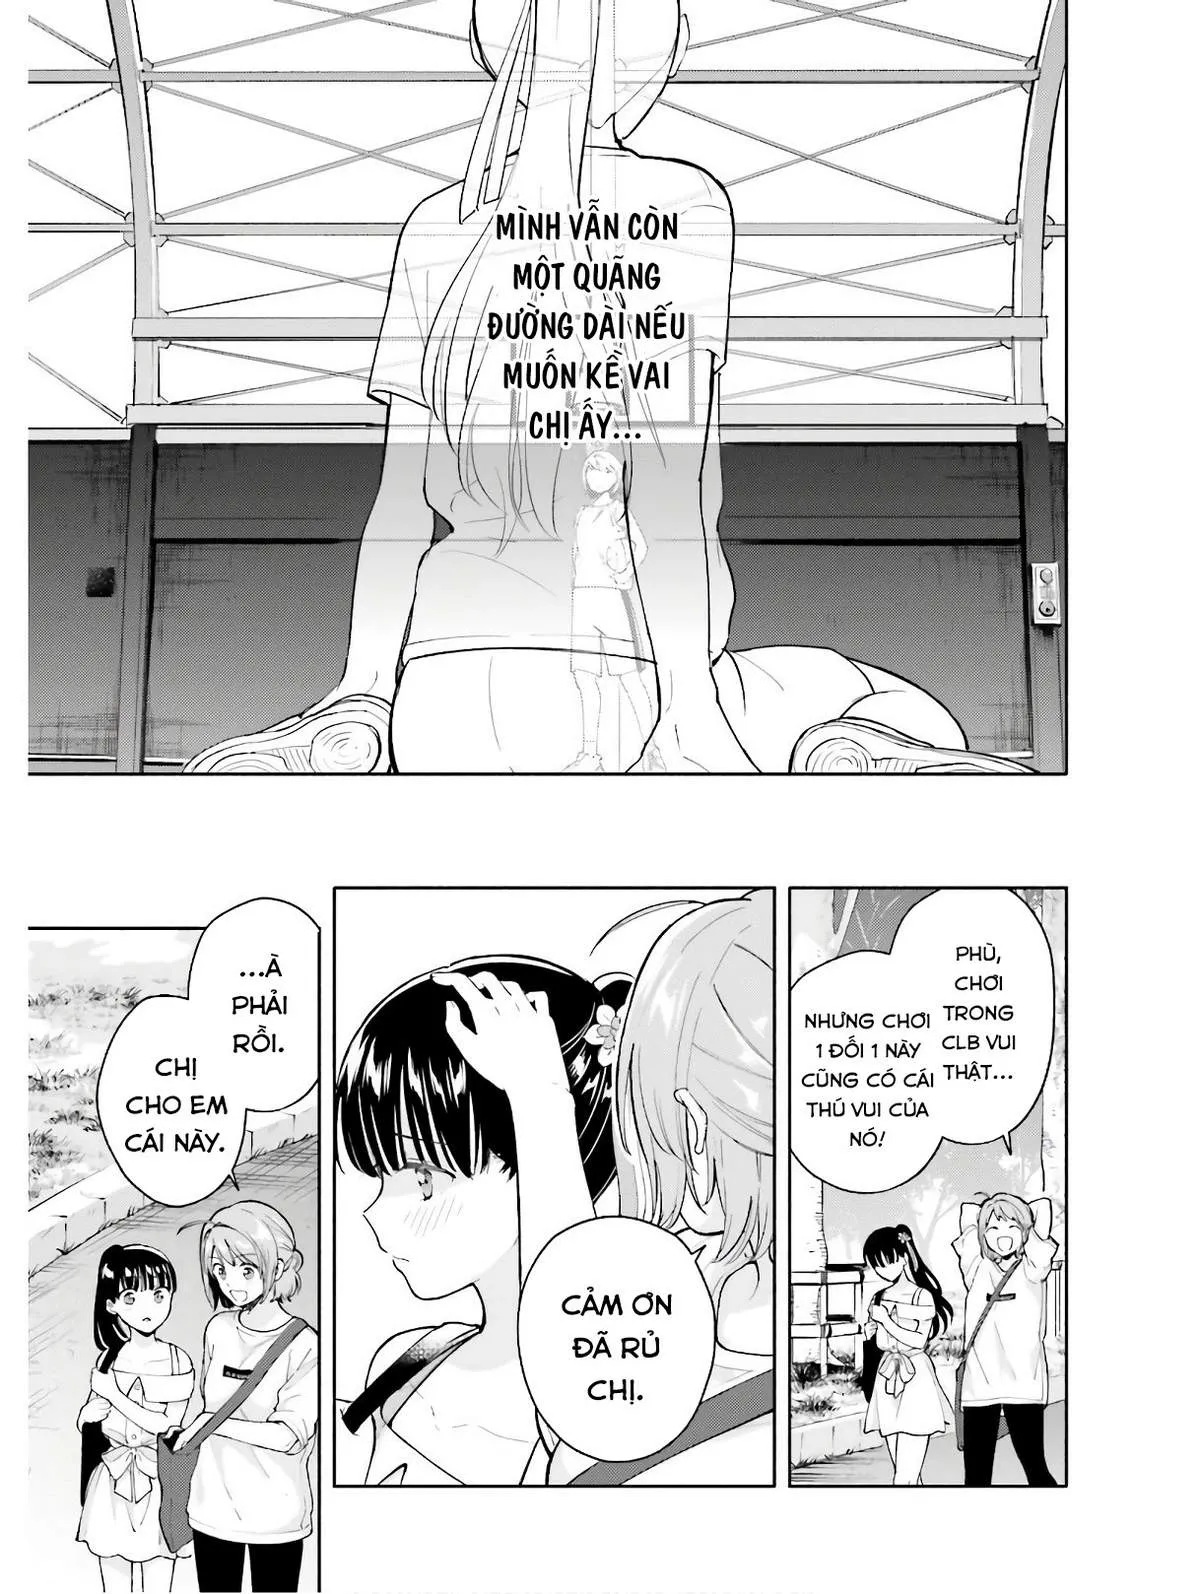 MÌNH VẪN CÒN
MỘT QUÃNG
ĐƯỜNG DÀI NẾU
MUỐN KỀ VAI
CHỊ ẤY...
PHÙ,
CHƠI
TRONG
CLB VUI
THẬT...
NHƯNG CHƠI
1 ĐỐI 1 NÀY
CŨNG CÓ CÁI
THÚ VUI CỦA
NÓ!
CẢM ƠN
ĐÃ RỦ
CHỊ.
...À
PHẢI
RỒI.
CHỊ
CHO EM
CÁI NÀY.